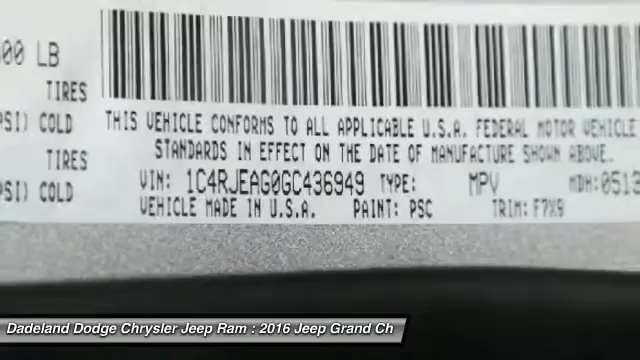 00 LB
TIRES
PSI) COLD
TIRES
PSI) COLD
THIS VEHICLE CONFORMS TO ALL APPLICABLE U.S.A. FEDERAL MOTOR VEHICLE
STANDARDS IN EFFECT ON THE DATE OF MANUFACTURE SHOWN ABOVE.
VIN: 1C4RJEAG0GC436949 TYPE: MPV MDH: 0513
VEHICLE MADE IN U.S.A. PAINT: PSC TRIM: F7X9
Dadeland Dodge Chrysler Jeep Ram : 2016 Jeep Grand Ch